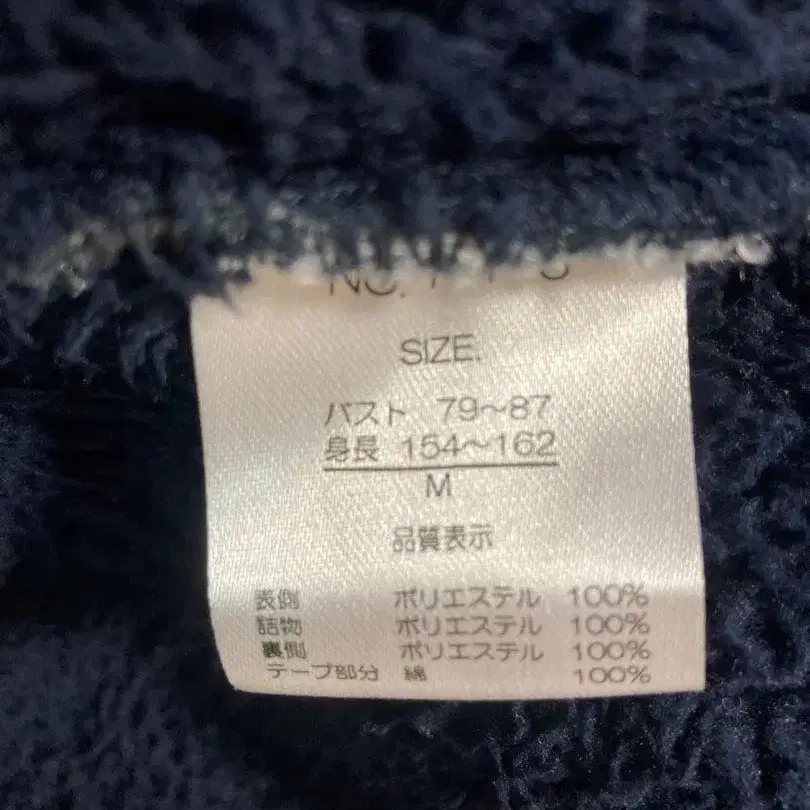 NO.
SIZE.
バスト 79～87
身長 154～162
M
品質表示
表側 ポリエステル 100%
詰物 ポリエステル 100%
裏側 ポリエステル 100%
テープ部分 綿 100%